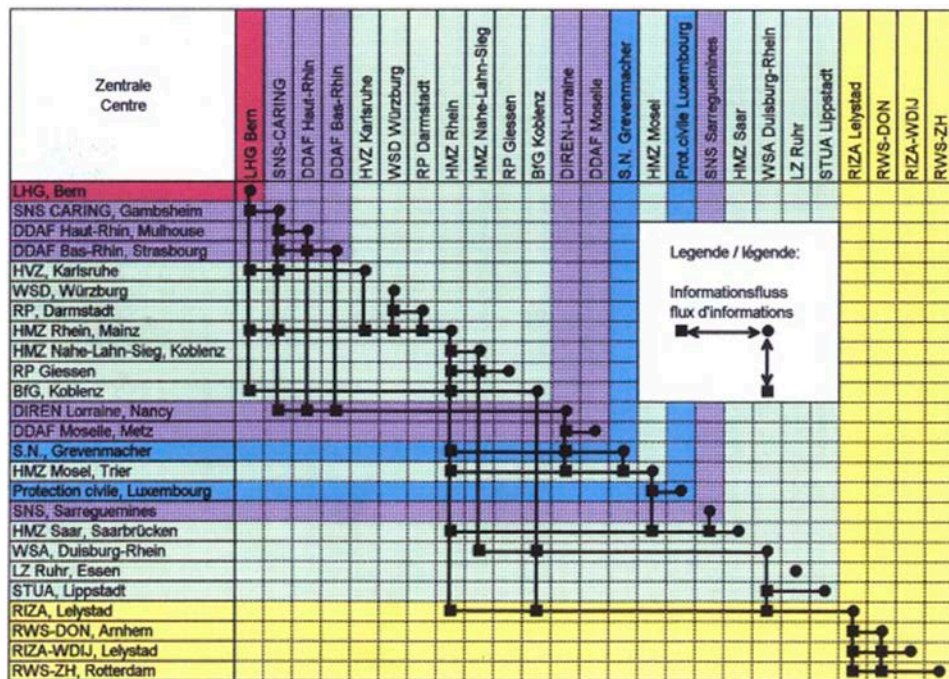 Zentrale
Centre
LHG Bern
SNS-CARING
DDAF Haut-Rhin
DDAF Bas-Rhin
HVZ Karlsruhe
WSD Würzburg
RP Darmstadt
HMZ Rhein
HMZ Nahe-Lahn-Sieg
RP Giessen
BfG Koblenz
DIREN-Lorraine
DDAF Moselle
S.N. Grevenmacher
HMZ Mosel
Prot.civile Luxembourg
SNS Sarreguemines
HMZ Saar
WSA Duisburg-Rhein
LZ Ruhr
STUA Lippstadt
RIZA Lelystad
RWS-DON
RIZA-WDIJ
RWS-ZH
LHG, Bern
SNS CARING, Gambsheim
DDAF Haut-Rhin, Mulhouse
DDAF Bas-Rhin, Strasbourg
HVZ, Karlsruhe
WSD, Würzburg
RP, Darmstadt
HMZ Rhein, Mainz
HMZ Nahe-Lahn-Sieg, Koblenz
RP Giessen
BfG, Koblenz
DIREN Lorraine, Nancy
DDAF Moselle, Metz
S.N., Grevenmacher
HMZ Mosel, Trier
Protection civile, Luxembourg
SNS, Sarreguemines
HMZ Saar, Saarbrücken
WSA, Duisburg-Rhein
LZ Ruhr, Essen
STUA, Lippstadt
RIZA, Lelystad
RWS-DON, Arnhem
RIZA-WDIJ, Lelystad
RWS-ZH, Rotterdam
Legende / légende:
Informationsfluss
flux d'informations